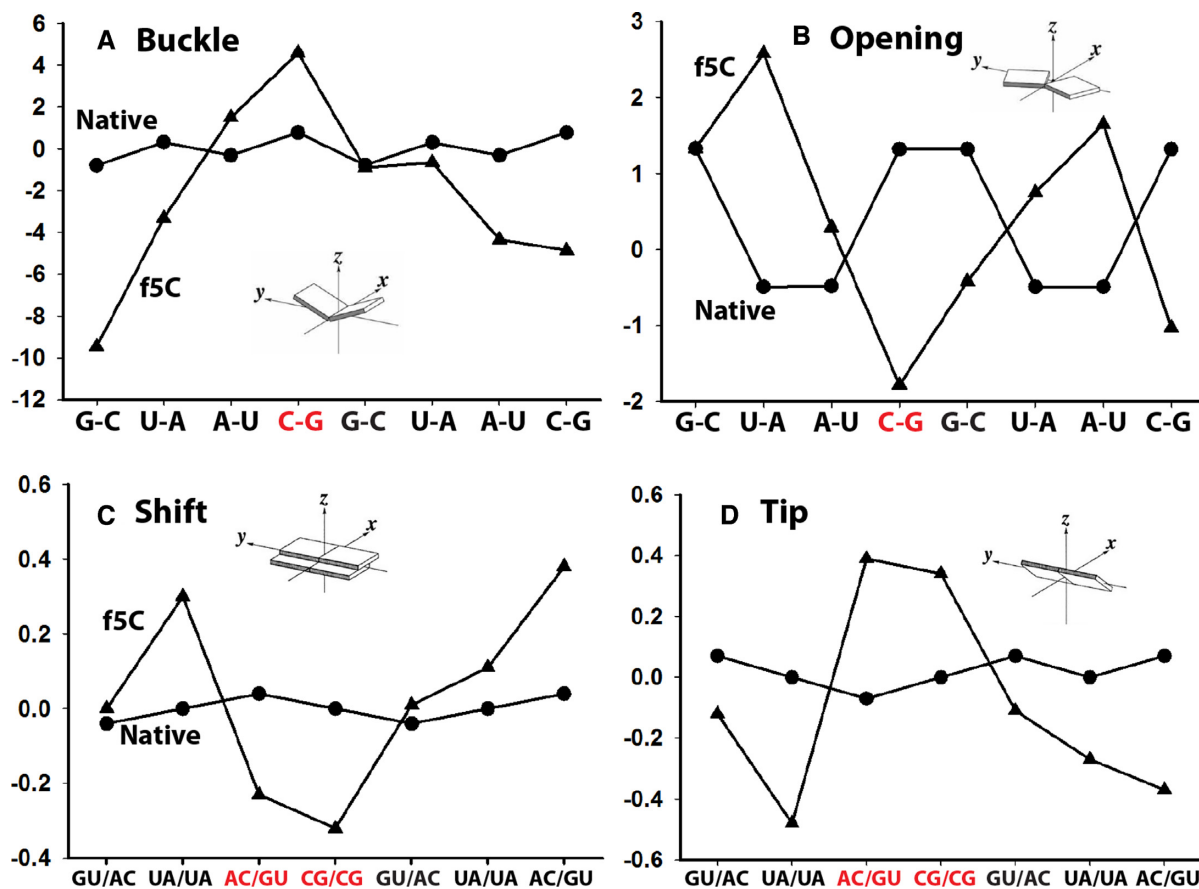 A Buckle
6
4
2
0
-2
-4
-6
-8
-10
-12
Native
f5C
z
x
y
G-C U-A A-U C-G G-C U-A A-U C-G
B Opening
3
2
1
0
-1
-2
f5C
Native
z
x
y
G-C U-A A-U C-G G-C U-A A-U C-G
C Shift
0.6
0.4
0.2
0.0
-0.2
-0.4
f5C
Native
z
x
y
GU/AC UA/UA AC/GU CG/CG GU/AC UA/UA AC/GU
D Tip
0.6
0.4
0.2
0.0
-0.2
-0.4
-0.6
z
x
y
GU/AC UA/UA AC/GU CG/CG GU/AC UA/UA AC/GU